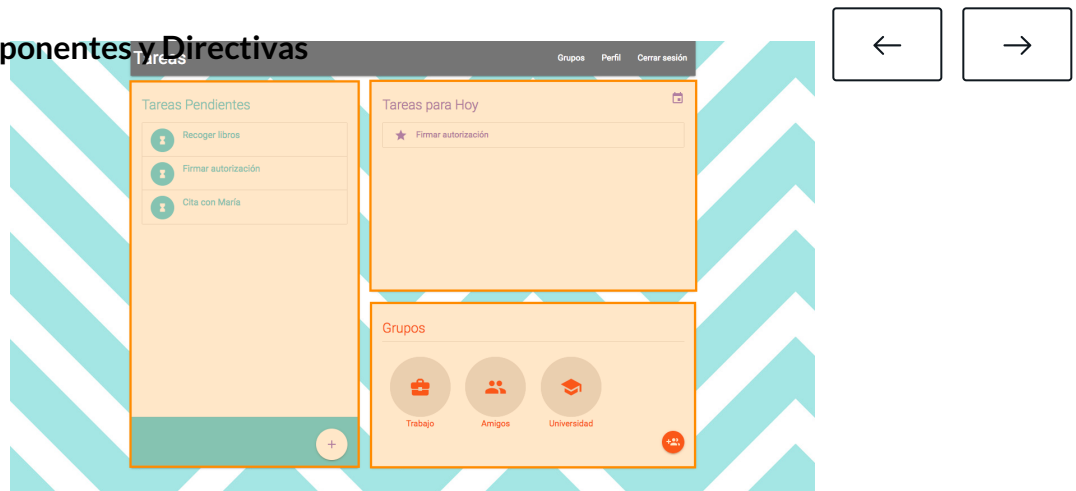 ponentes y Directivas
Tareas
Grupos Perfil Cerrar sesión
Tareas Pendientes
Recoger libros
Firmar autorización
Cita con María
Tareas para Hoy
Firmar autorización
Grupos
Trabajo Amigos Universidad